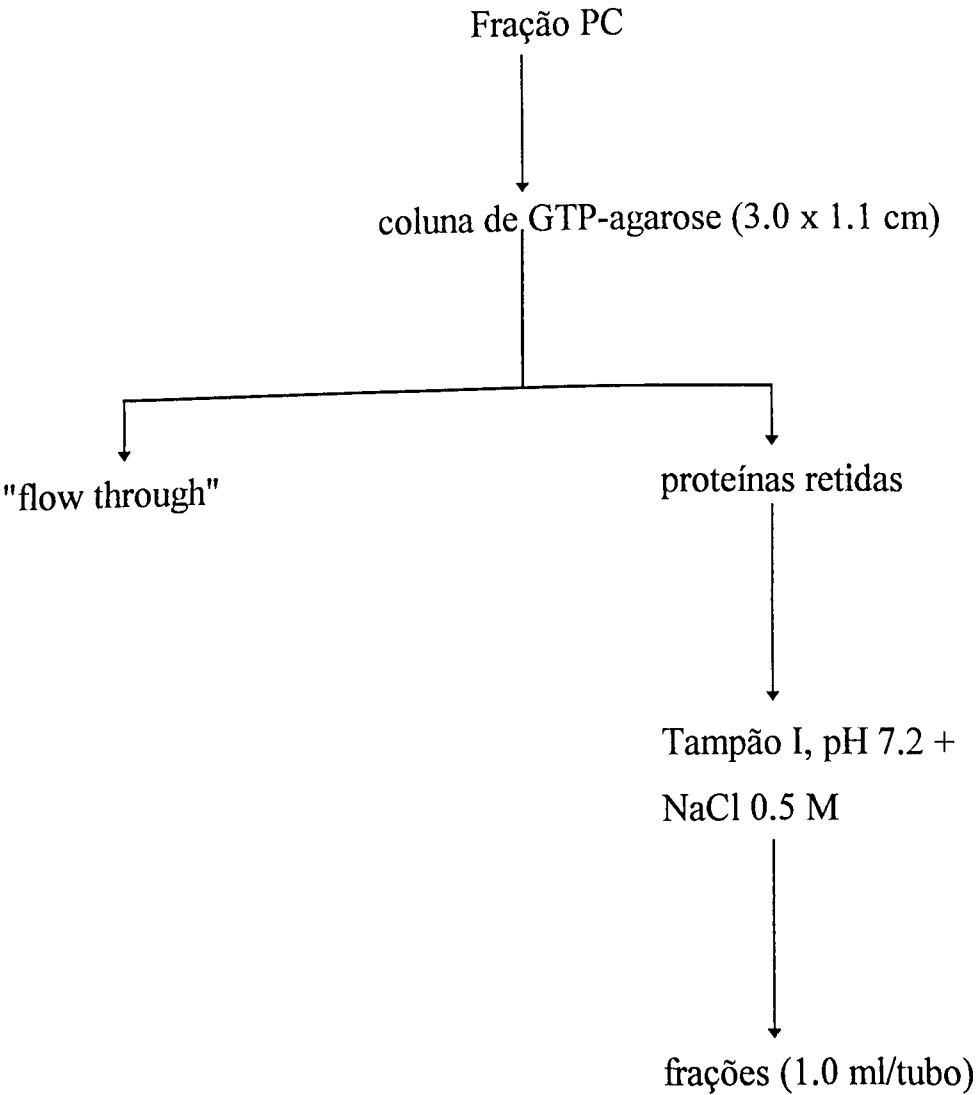 Fração PC
coluna de GTP-agarose (3.0 x 1.1 cm)
"flow through"
proteínas retidas
Tampão I, pH 7.2 +
NaCl 0.5 M
frações (1.0 ml/tubo)